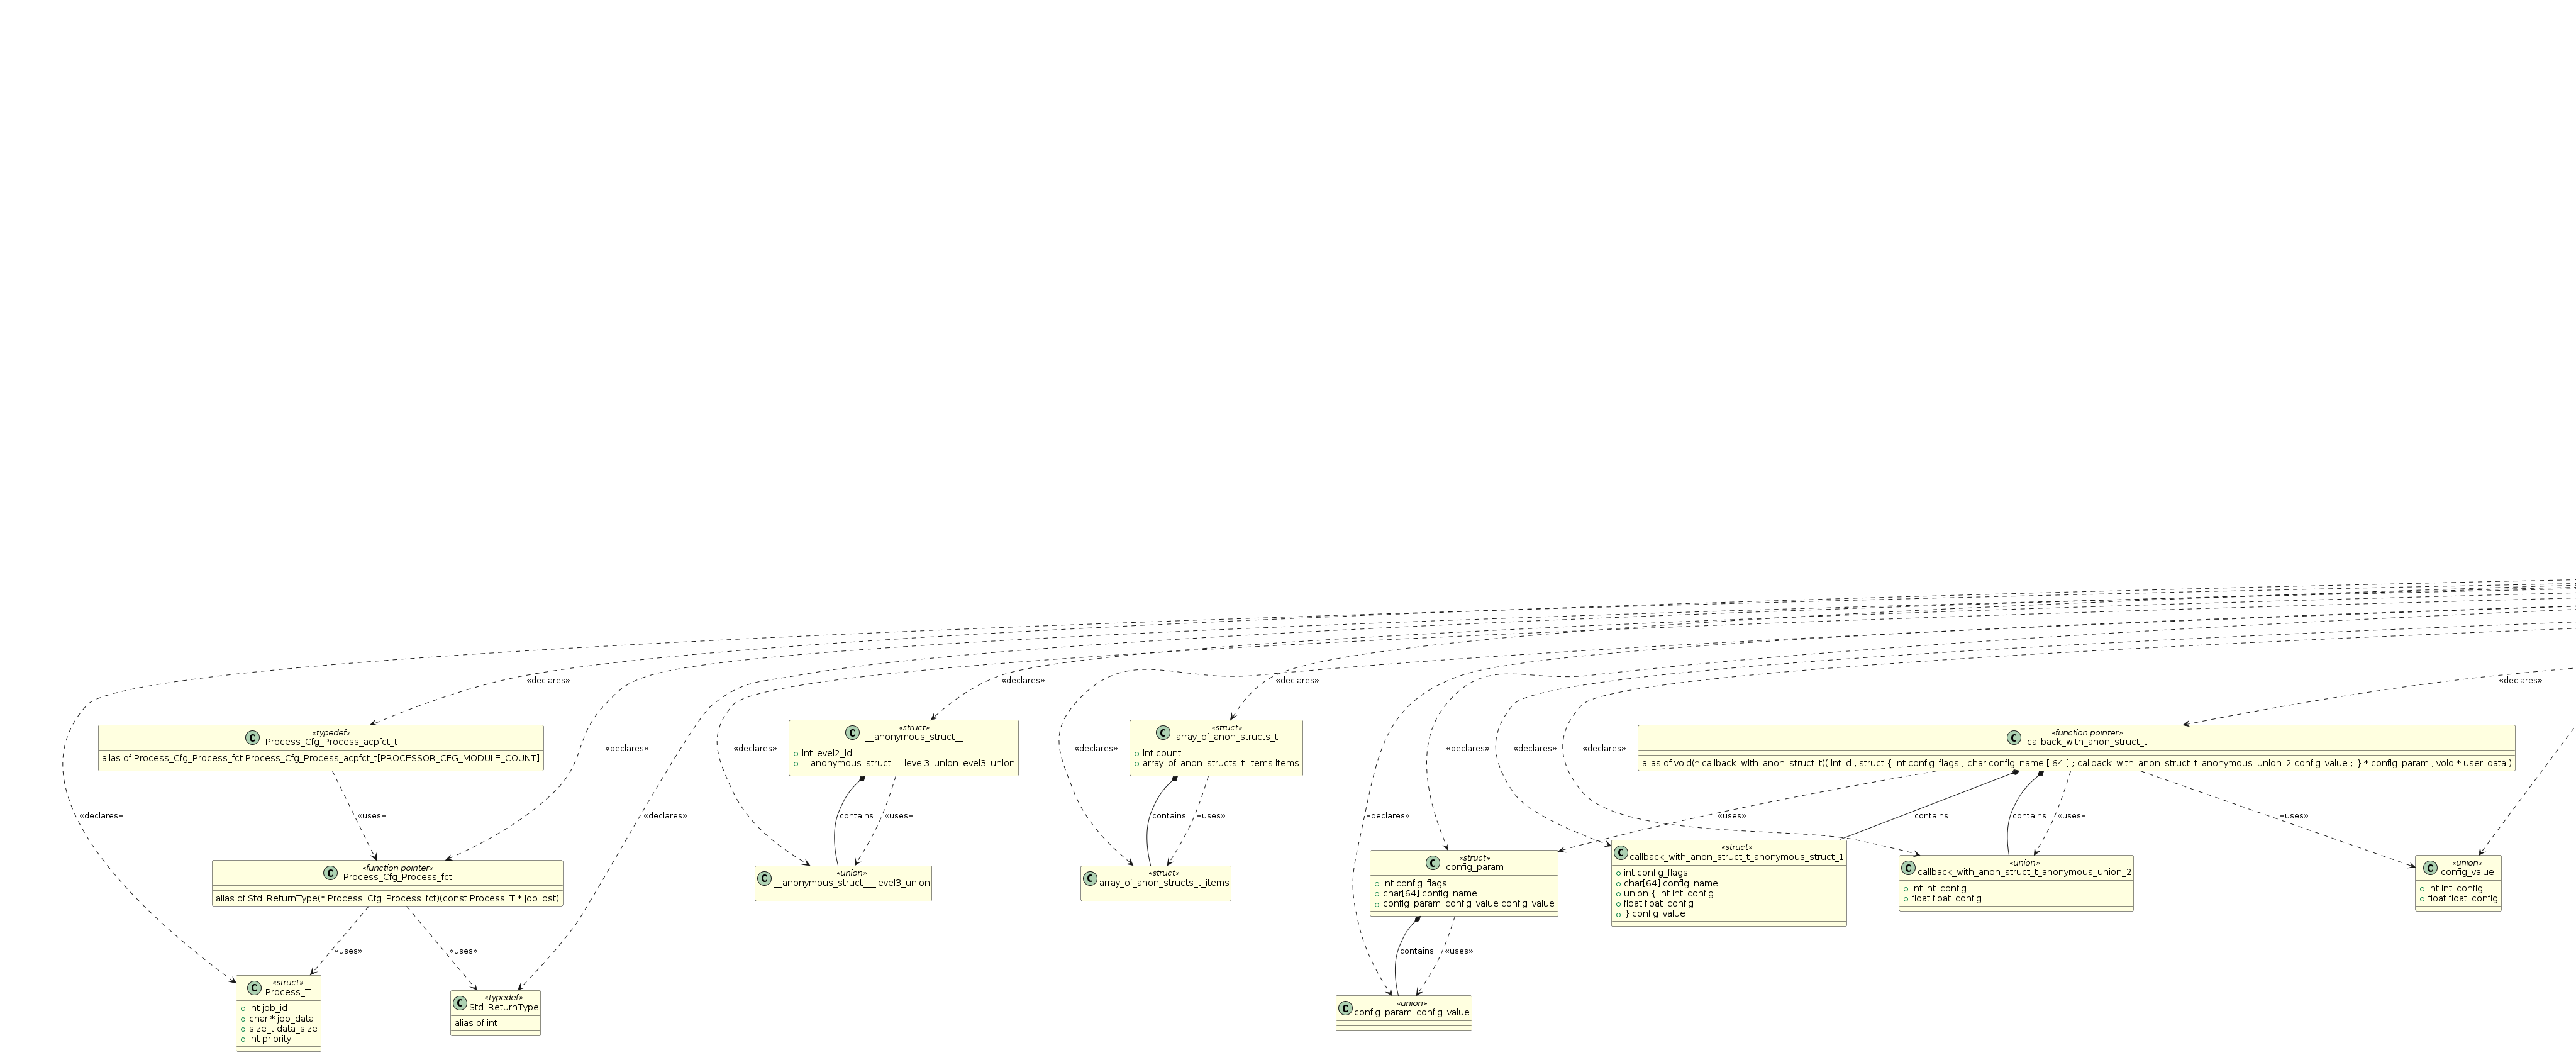 «declares»
«declares»
«declares»
«struct»
C __anonymous_struct__
int level2_id
__anonymous_struct___level3_union level3_union
«struct»
C array_of_anon_structs_t
int count
array_of_anon_structs_t_items items
«typedef»
C Process_Cfg_Process_acpfct_t
alias of Process_Cfg_Process_fct Process_Cfg_Process_acpfct_t[PROCESSOR_CFG_MODULE_COUNT]
«function pointer»
C callback_with_anon_struct_t
alias of void(* callback_with_anon_struct_t)( int id , struct { int config_flags ; char config_name [ 64 ] ; callback_with_anon_struct_t_anonymous_union_2 config_value ; } * config_param , void * user_data )
«declares»
«declares»
«declares»
«declares»
«declares»
«declares»
«declares»
«declares»
«uses»
«declares»
contains
«uses»
contains
«uses»
«declares»
«uses»
contains
contains
«uses»
«uses»
«function pointer»
C Process_Cfg_Process_fct
alias of Std_ReturnType(* Process_Cfg_Process_fct)(const Process_T * job_pst)
«union»
C __anonymous_struct___level3_union
«struct»
C array_of_anon_structs_t_items
«struct»
C config_param
int config_flags
char[64] config_name
config_param_config_value config_value
«struct»
C callback_with_anon_struct_t_anonymous_struct_1
int config_flags
char[64] config_name
union { int int_config
float float_config
} config_value
«union»
C callback_with_anon_struct_t_anonymous_union_2
int int_config
float float_config
«union»
C config_value
int int_config
float float_config
«uses»
«uses»
contains
«uses»
«struct»
C Process_T
int job_id
char * job_data
size_t data_size
int priority
«typedef»
C Std_ReturnType
alias of int
«union»
C config_param_config_value